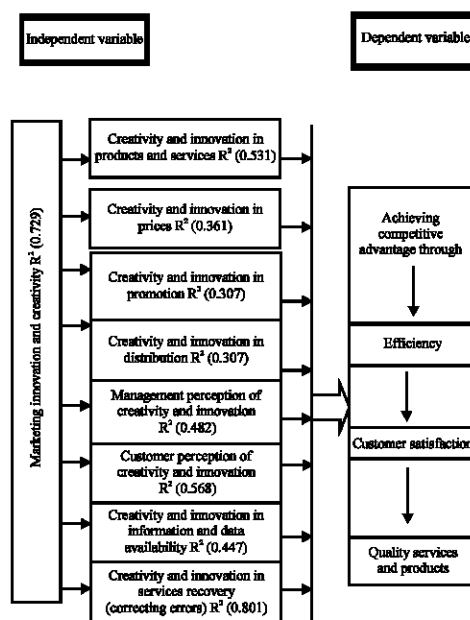 Independent variable
Dependent variable
Marketing innovation and creativity R² (0.729)
Creativity and innovation in
products and services R² (0.531)
Creativity and innovation in
prices R² (0.361)
Creativity and innovation in
promotion R² (0.307)
Creativity and innovation in
distribution R² (0.307)
Management perception of
creativity and innovation
R² (0.482)
Customer perception of
creativity and innovation
R² (0.568)
Creativity and innovation in
information and data
availability R² (0.447)
Creativity and innovation in
services recovery
(correcting errors) R² (0.801)
Achieving
competitive
advantage through
Efficiency
Customer satisfaction
Quality services
and products